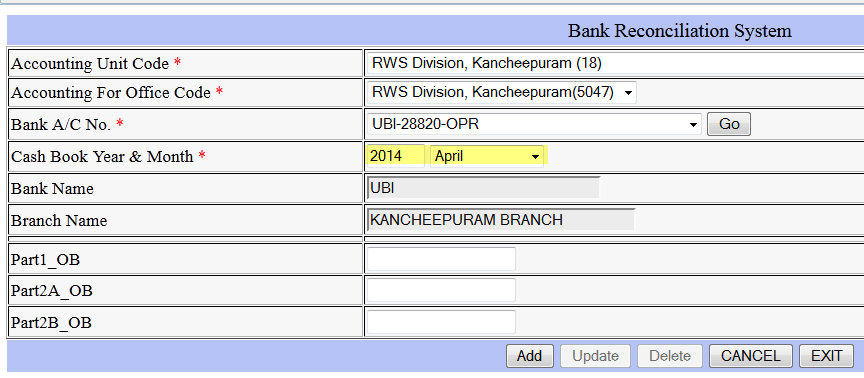 Bank Reconciliation System
Accounting Unit Code * RWS Division, Kancheepuram (18)
Accounting For Office Code * RWS Division, Kancheepuram(5047)
Bank A/C No. * UBI-28820-OPR Go
Cash Book Year & Month * 2014 April
Bank Name UBI
Branch Name KANCHEEPURAM BRANCH
Part1_OB
Part2A_OB
Part2B_OB
Add Update Delete CANCEL EXIT